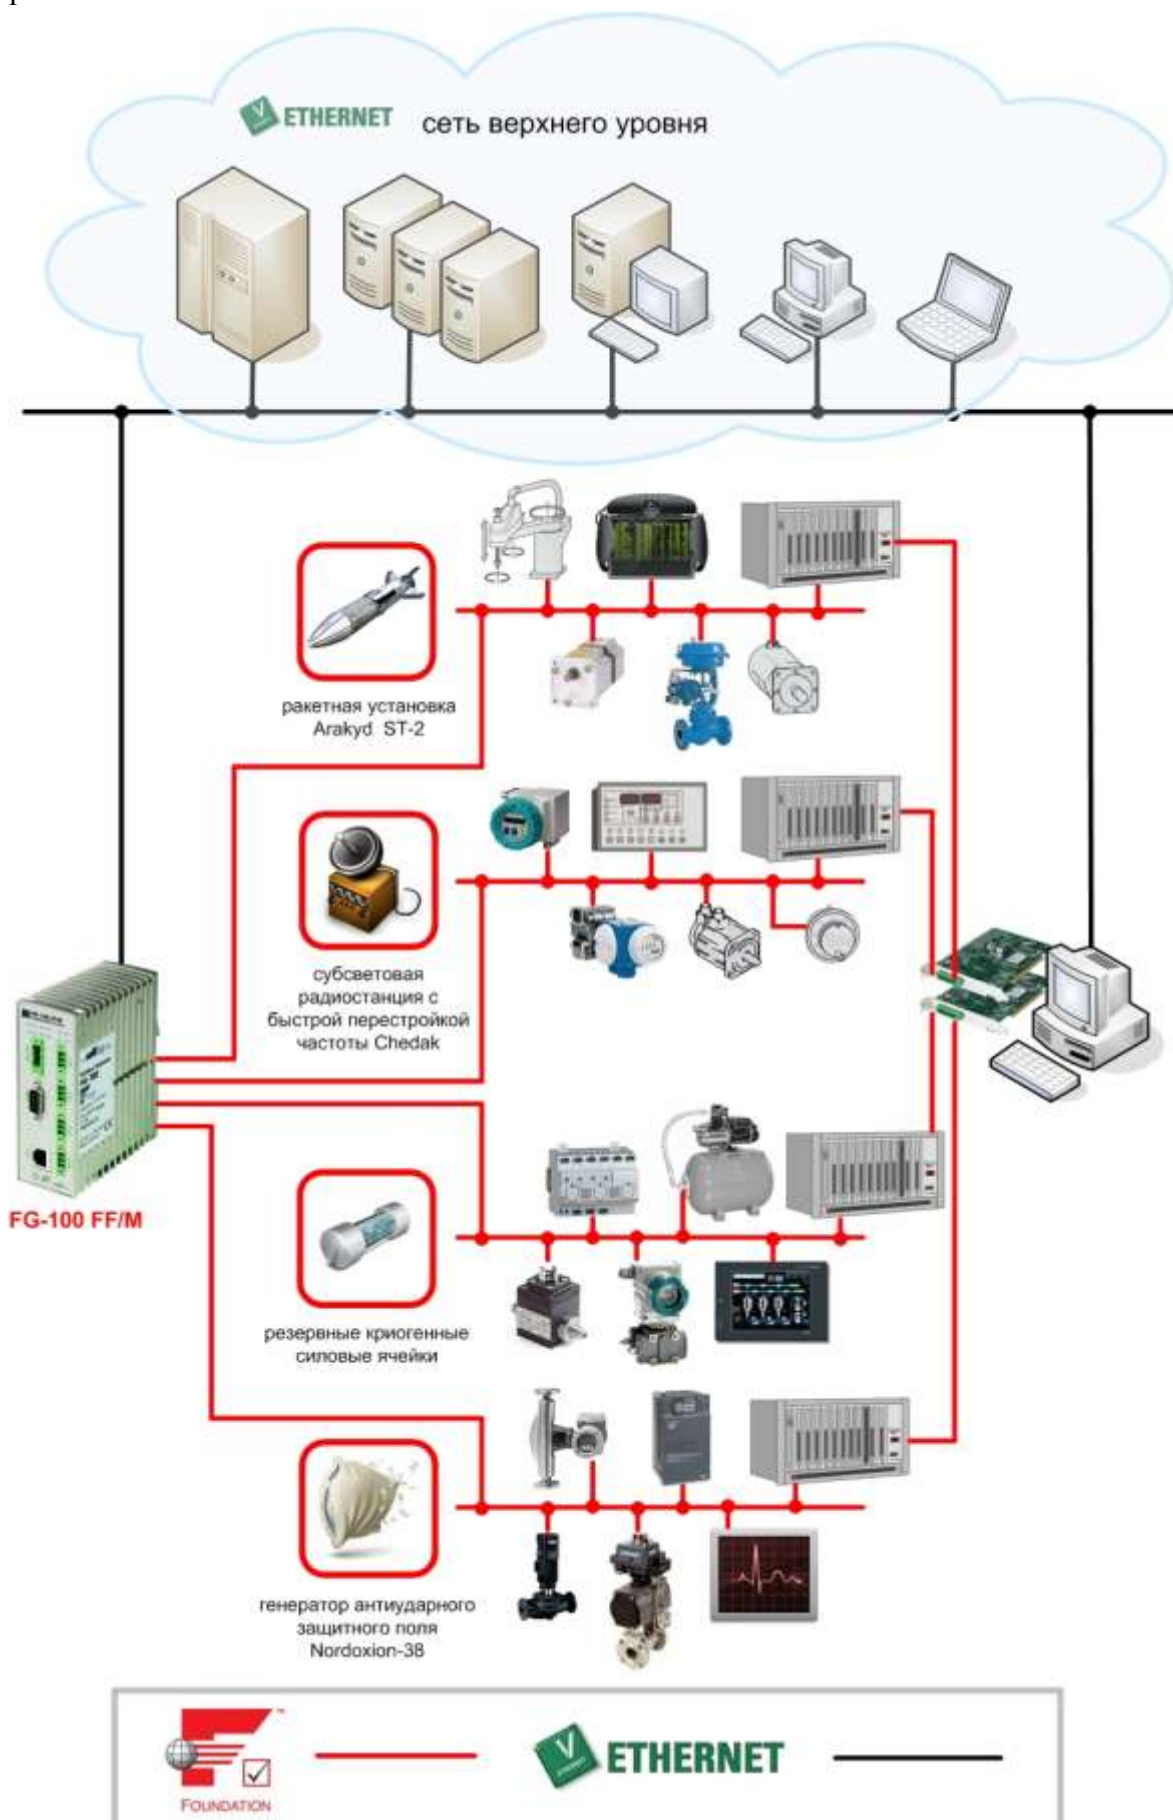 V
ETHERNET сеть верхнего уровня
ракетная установка
Arakyd ST-2
субсветовая
радиостанция с
быстрой перестройкой
частоты Chedak
FG-100 FF/M
резервные криогенные
силовые ячейки
генератор антиударного
защитного поля
Nordoxion-38
V
ETHERNET
FOUNDATION